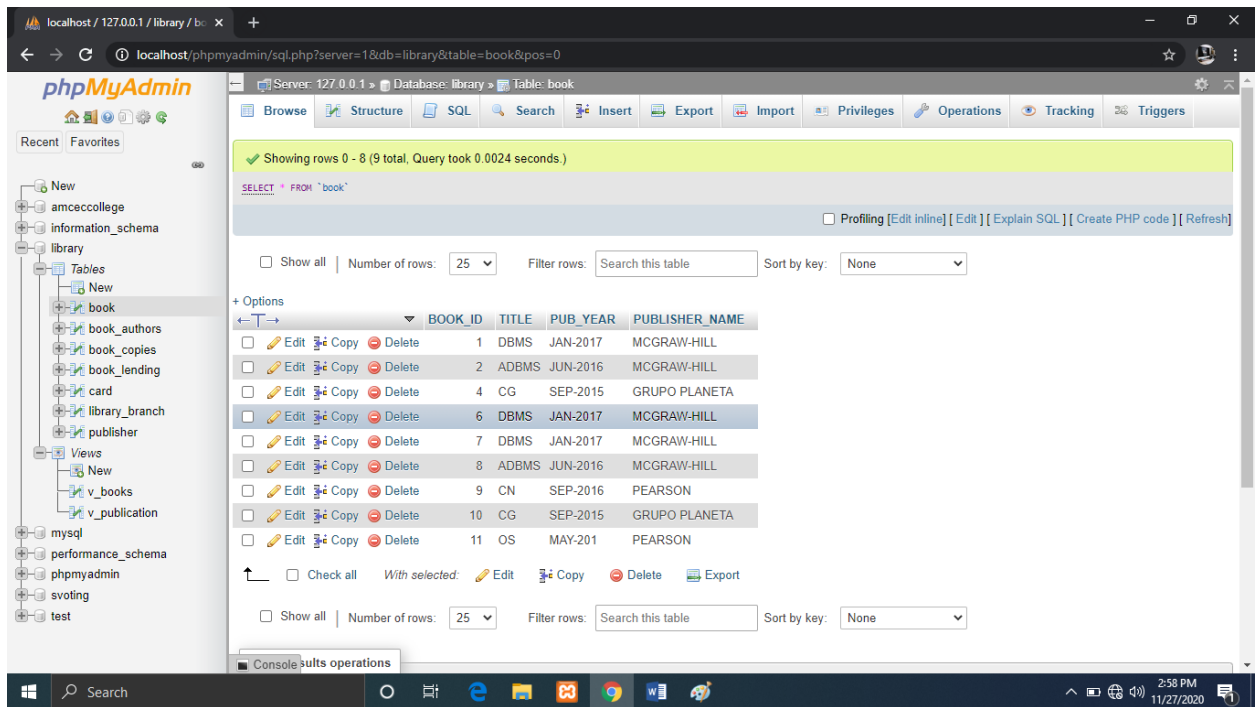 localhost / 127.0.0.1 / library / bo
localhost/phpmyadmin/sql.php?server=1&db=library&table=book&pos=0
phpMyAdmin
Recent Favorites
New
amceccollege
information_schema
library
Tables
New
book
book_authors
book_copies
book_lending
card
library_branch
publisher
Views
New
v_books
v_publication
mysql
performance_schema
phpmyadmin
svoting
test
Server: 127.0.0.1 » Database: library » Table: book
Browse Structure SQL Search Insert Export Import Privileges Operations Tracking Triggers
Showing rows 0 - 8 (9 total, Query took 0.0024 seconds.)
SELECT * FROM `book`
Profiling [Edit inline] [ Edit ] [ Explain SQL ] [ Create PHP code ] [ Refresh]
Show all | Number of rows: 25 Filter rows: Search this table Sort by key: None
+ Options
←T→ BOOK_ID TITLE PUB_YEAR PUBLISHER_NAME
Edit Copy Delete 1 DBMS JAN-2017 MCGRAW-HILL
Edit Copy Delete 2 ADBMS JUN-2016 MCGRAW-HILL
Edit Copy Delete 4 CG SEP-2015 GRUPO PLANETA
Edit Copy Delete 6 DBMS JAN-2017 MCGRAW-HILL
Edit Copy Delete 7 DBMS JAN-2017 MCGRAW-HILL
Edit Copy Delete 8 ADBMS JUN-2016 MCGRAW-HILL
Edit Copy Delete 9 CN SEP-2016 PEARSON
Edit Copy Delete 10 CG SEP-2015 GRUPO PLANETA
Edit Copy Delete 11 OS MAY-201 PEARSON
Check all With selected: Edit Copy Delete Export
Show all | Number of rows: 25 Filter rows: Search this table Sort by key: None
Console sults operations
Search
2:58 PM
11/27/2020